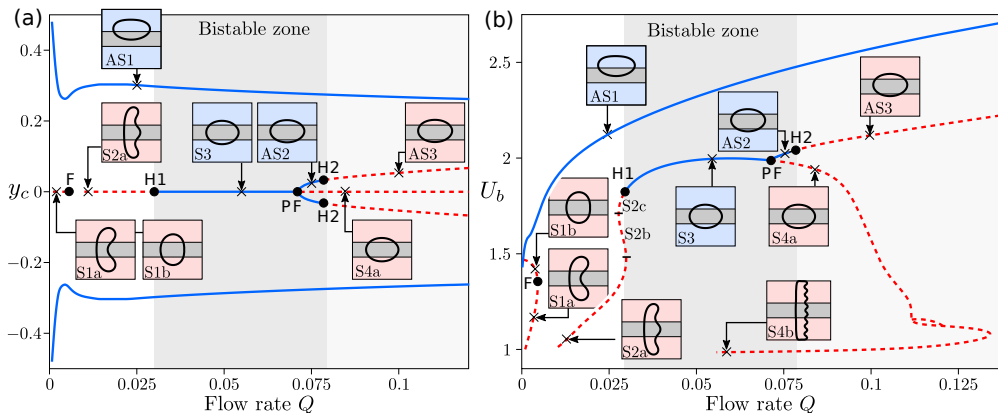 (a)
Bistable zone
AS1
S2a
S3
AS2
AS3
F
H1
PF
H2
H2
S1a
S1b
S4a
y_c
0.4
0.2
0
−0.2
−0.4
0
0.025
0.05
0.075
0.1
Flow rate Q
(b)
Bistable zone
AS1
AS3
AS2
H2
H1
PF
S2c
S2b
S1b
S3
S4a
F
S1a
S2a
S4b
U_b
2.5
2
1.5
1
0
0.025
0.05
0.075
0.1
0.125
Flow rate Q